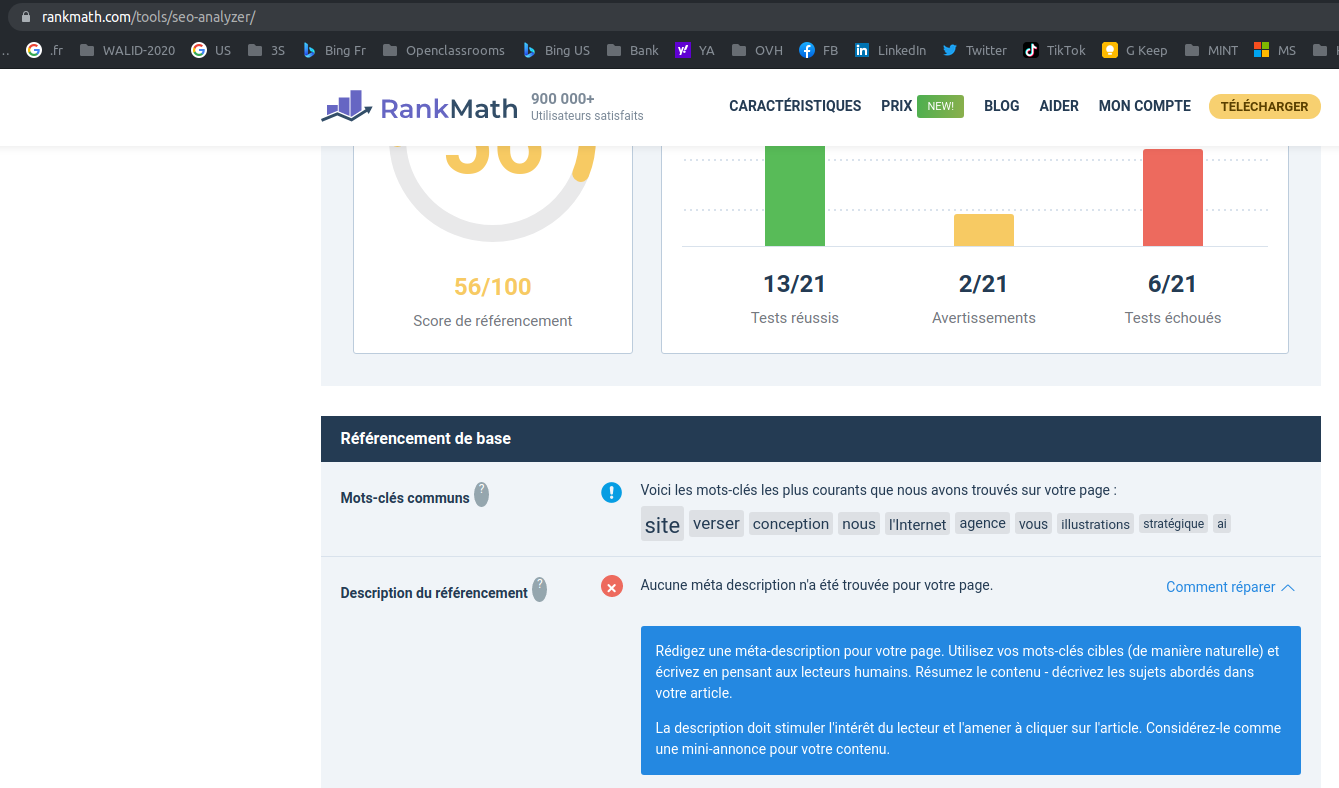 rankmath.com/tools/seo-analyzer/
.fr WALID-2020 US 3S Bing Fr Openclassrooms Bing US Bank YA OVH FB LinkedIn Twitter TikTok G Keep MINT MS
RankMath
900 000+
Utilisateurs satisfaits
CARACTÉRISTIQUES PRIX NEW! BLOG AIDER MON COMPTE TÉLÉCHARGER
56
56/100
Score de référencement
13/21 2/21 6/21
Tests réussis Avertissements Tests échoués
Référencement de base
Mots-clés communs ?
Voici les mots-clés les plus courants que nous avons trouvés sur votre page :
site verser conception nous l'Internet agence vous illustrations stratégique ai
Description du référencement ?
Aucune méta description n'a été trouvée pour votre page.
Comment réparer
Rédigez une méta-description pour votre page. Utilisez vos mots-clés cibles (de manière naturelle) et
écrivez en pensant aux lecteurs humains. Résumez le contenu - décrivez les sujets abordés dans
votre article.
La description doit stimuler l'intérêt du lecteur et l'amener à cliquer sur l'article. Considérez-le comme
une mini-annonce pour votre contenu.